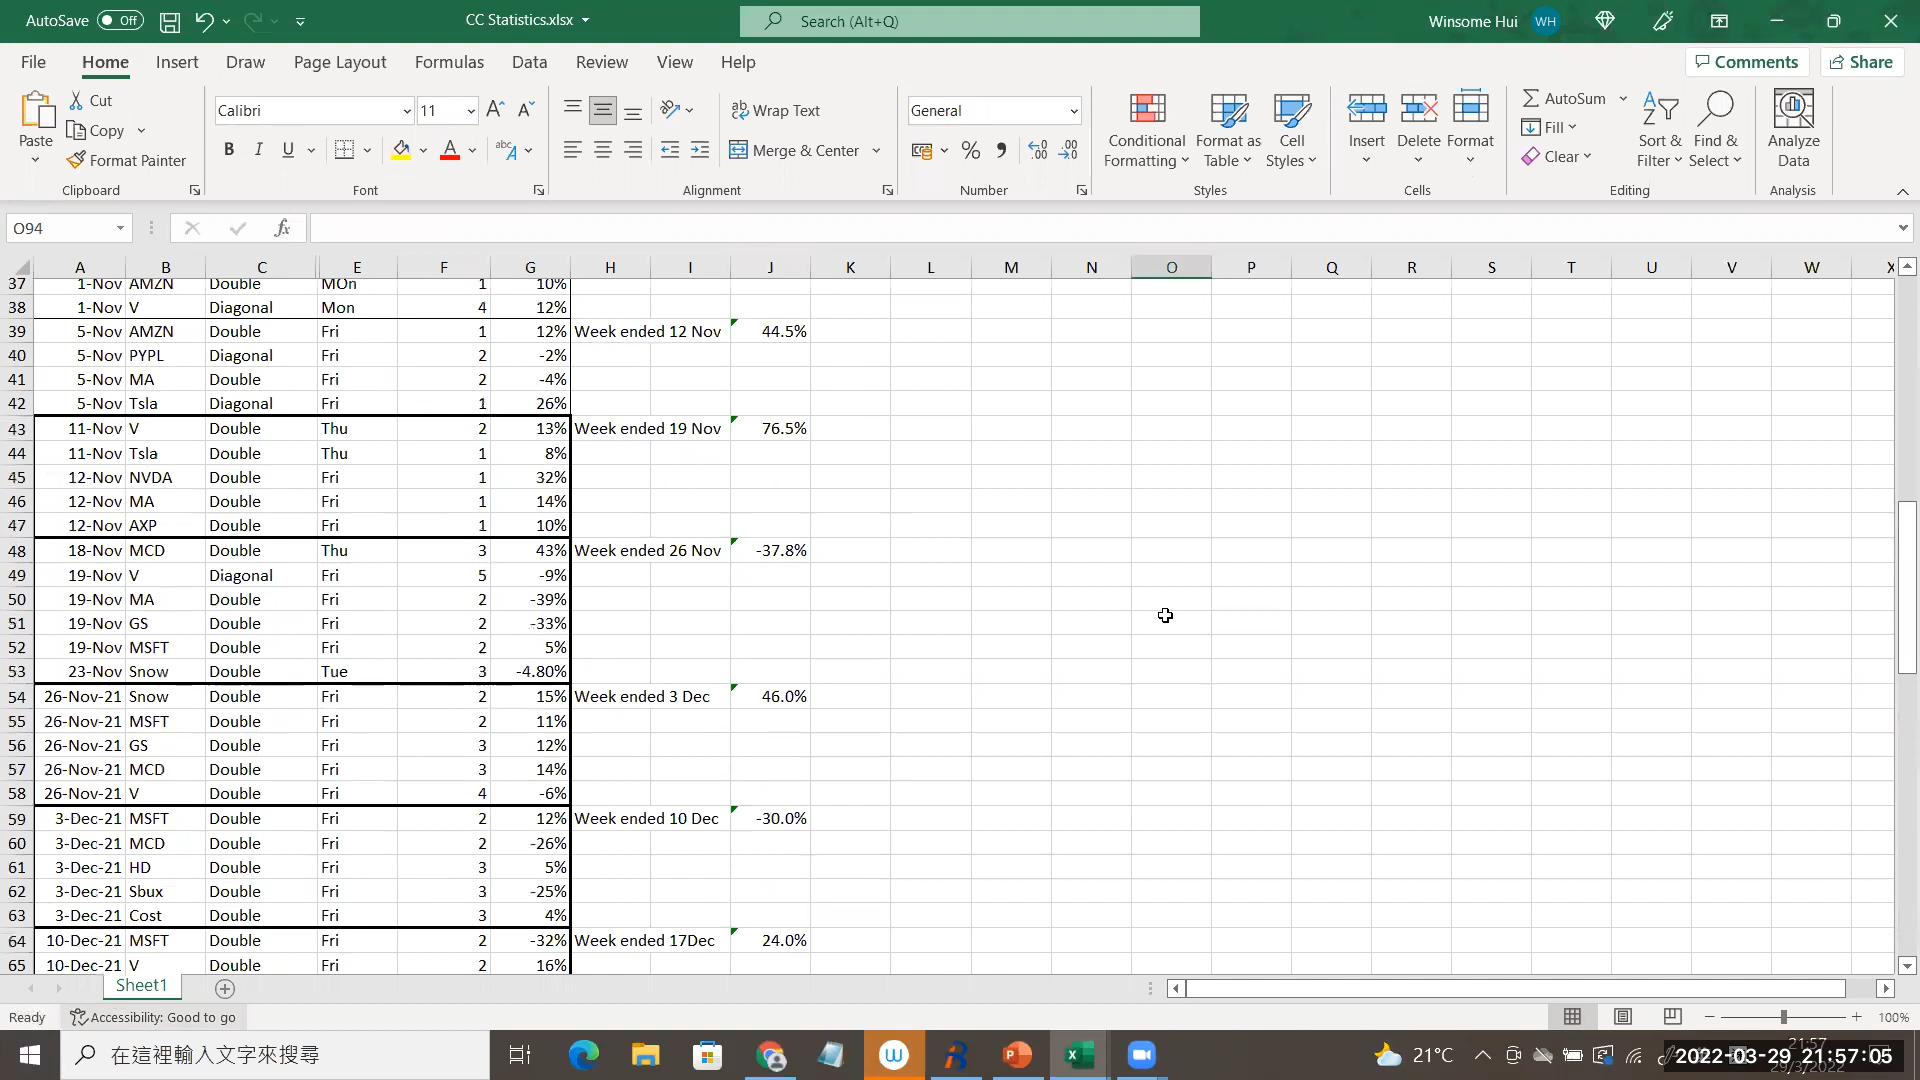 AutoSave Off CC Statistics.xlsx Search (Alt+Q) Winsome Hui WH
File Home Insert Draw Page Layout Formulas Data Review View Help Comments Share
Paste Cut Copy Format Painter Clipboard
Calibri 11 B I U A Font
Wrap Text Merge & Center Alignment
General % Number
Conditional Formatting Format as Table Cell Styles Styles
Insert Delete Format Cells
AutoSum Fill Clear Sort & Filter Find & Select Editing
Analyze Data Analysis
O94 fx
A B C E F G H I J K L M N O P Q R S T U V W X
37 1-Nov AMZN Double MOn 1 10%
38 1-Nov V Diagonal Mon 4 12%
39 5-Nov AMZN Double Fri 1 12% Week ended 12 Nov 44.5%
40 5-Nov PYPL Diagonal Fri 2 -2%
41 5-Nov MA Double Fri 2 -4%
42 5-Nov Tsla Diagonal Fri 1 26%
43 11-Nov V Double Thu 2 13% Week ended 19 Nov 76.5%
44 11-Nov Tsla Double Thu 1 8%
45 12-Nov NVDA Double Fri 1 32%
46 12-Nov MA Double Fri 1 14%
47 12-Nov AXP Double Fri 1 10%
48 18-Nov MCD Double Thu 3 43% Week ended 26 Nov -37.8%
49 19-Nov V Diagonal Fri 5 -9%
50 19-Nov MA Double Fri 2 -39%
51 19-Nov GS Double Fri 2 -33%
52 19-Nov MSFT Double Fri 2 5%
53 23-Nov Snow Double Tue 3 -4.80%
54 26-Nov-21 Snow Double Fri 2 15% Week ended 3 Dec 46.0%
55 26-Nov-21 MSFT Double Fri 2 11%
56 26-Nov-21 GS Double Fri 3 12%
57 26-Nov-21 MCD Double Fri 3 14%
58 26-Nov-21 V Double Fri 4 -6%
59 3-Dec-21 MSFT Double Fri 2 12% Week ended 10 Dec -30.0%
60 3-Dec-21 MCD Double Fri 2 -26%
61 3-Dec-21 HD Double Fri 3 5%
62 3-Dec-21 Sbux Double Fri 3 -25%
63 3-Dec-21 Cost Double Fri 3 4%
64 10-Dec-21 MSFT Double Fri 2 -32% Week ended 17Dec 24.0%
65 10-Dec-21 V Double Fri 2 16%
Sheet1
Ready Accessibility: Good to go 100%
在這裡輸入文字來搜尋 21°C 2022-03-29 21:57:05